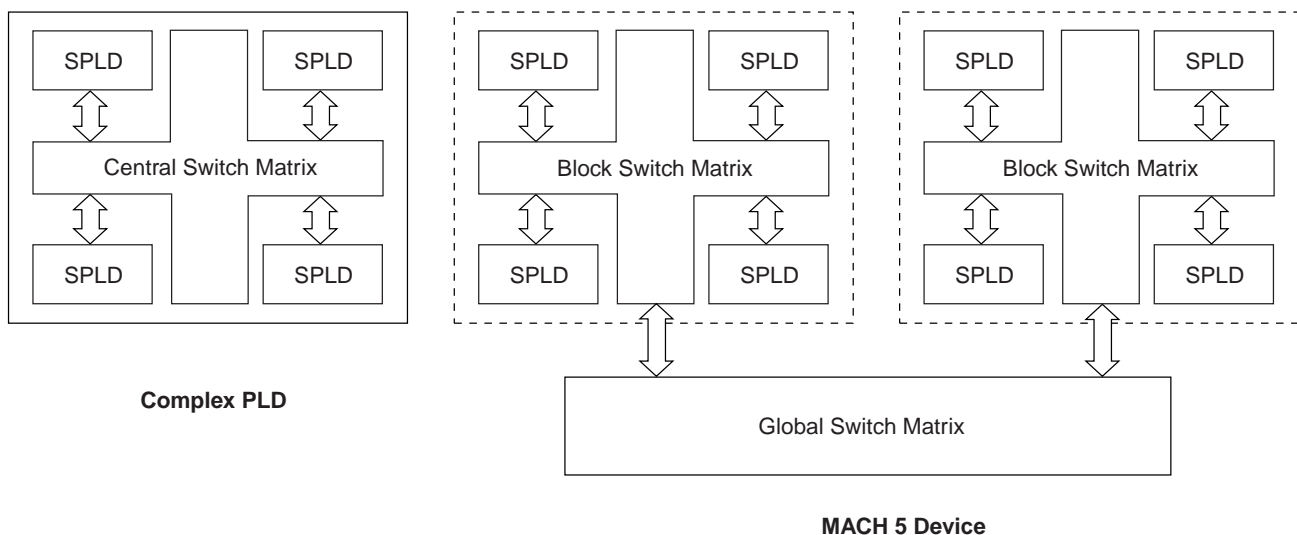 SPLD
SPLD
Central Switch Matrix
SPLD
SPLD
Complex PLD
SPLD
SPLD
Block Switch Matrix
SPLD
SPLD
SPLD
SPLD
Block Switch Matrix
SPLD
SPLD
Global Switch Matrix
MACH 5 Device